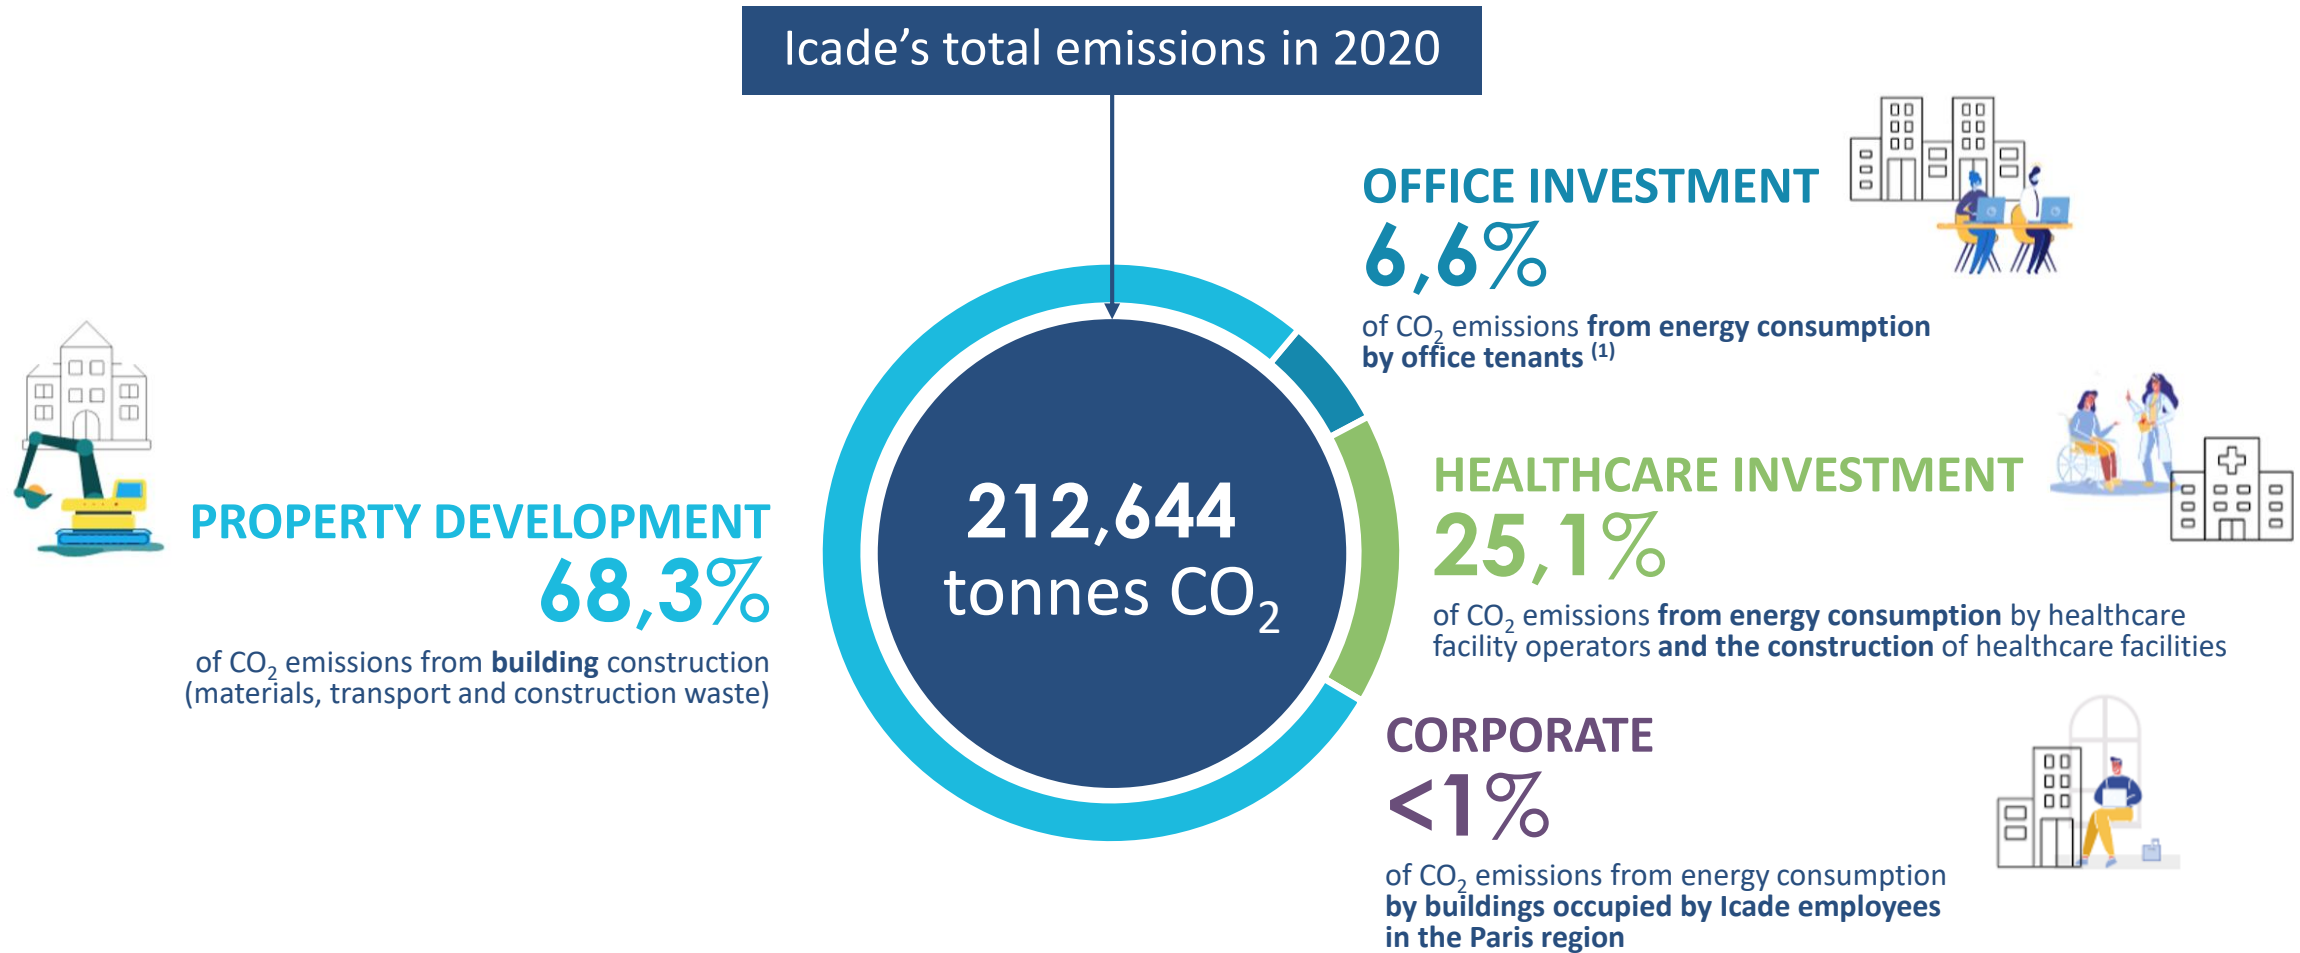 Icade’s total emissions in 2020
OFFICE INVESTMENT
6,6%
of CO₂ emissions from energy consumption
by office tenants ⁽¹⁾
PROPERTY DEVELOPMENT
68,3%
of CO₂ emissions from building construction
(materials, transport and construction waste)
212,644
tonnes CO₂
HEALTHCARE INVESTMENT
25,1%
of CO₂ emissions from energy consumption by healthcare
facility operators and the construction of healthcare facilities
CORPORATE
<1%
of CO₂ emissions from energy consumption
by buildings occupied by Icade employees
in the Paris region